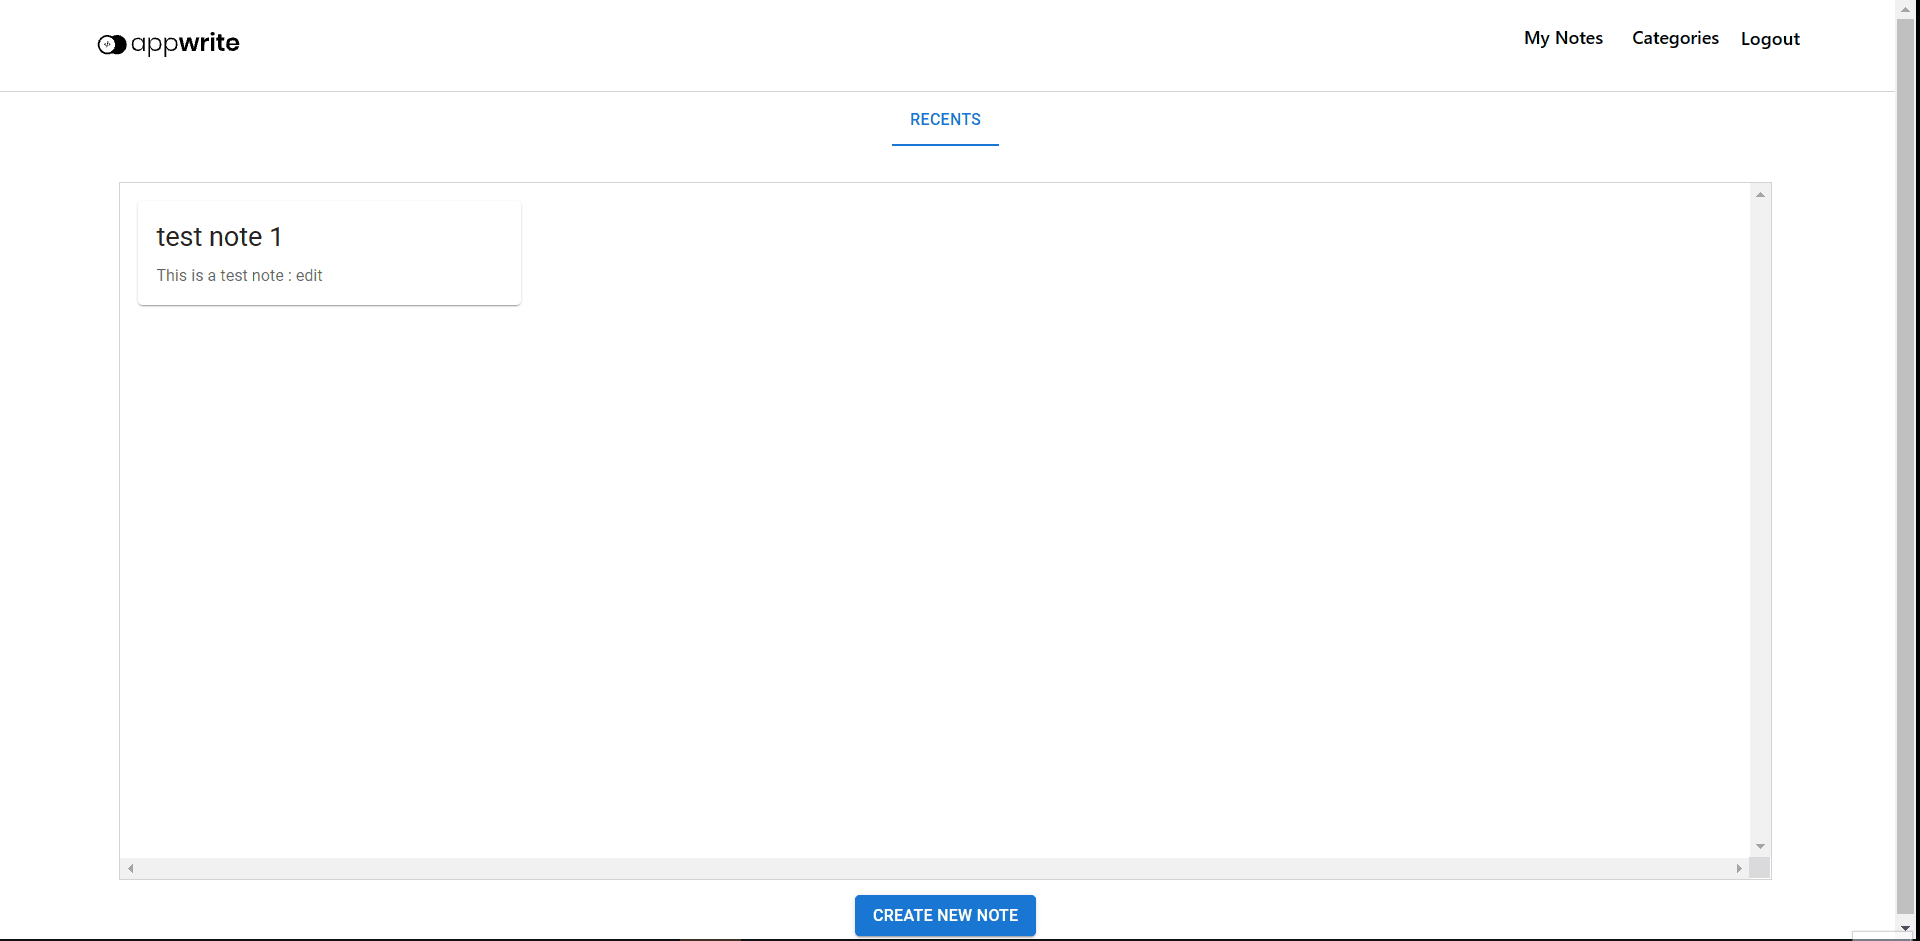 appwrite
My Notes Categories Logout
RECENTS
test note 1
This is a test note : edit
CREATE NEW NOTE